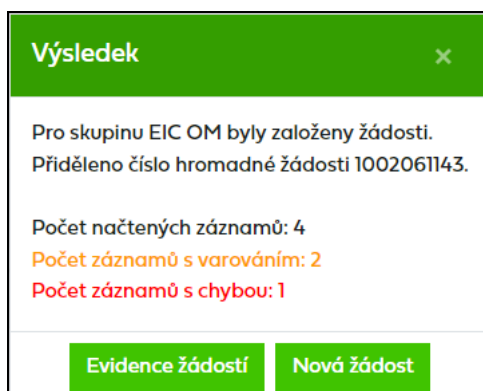 Výsledek ×
Pro skupinu EIC OM byly založeny žádosti.
Přiděleno číslo hromadné žádosti 1002061143.
Počet načtených záznamů: 4
Počet záznamů s varováním: 2
Počet záznamů s chybou: 1
Evidence žádostí Nová žádost